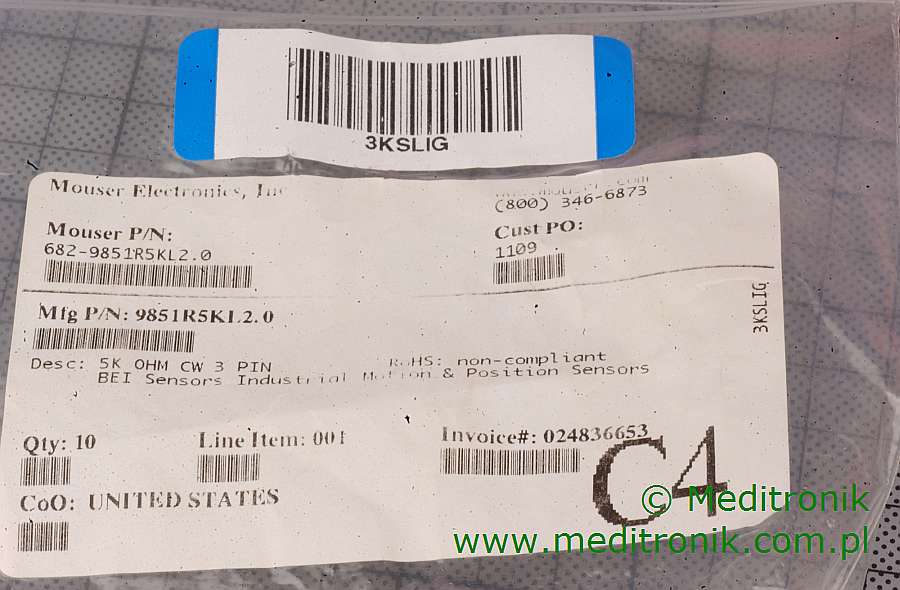 3KSLIG
Mouser Electronics, Inc
(800) 346-6873
Mouser P/N:
682-9851R5KL2.0
Cust PO:
1109
3KSLIG
Mfg P/N: 9851R5KL2.0
Desc: 5K OHM CW 3 PIN RoHS: non-compliant
BEI Sensors Industrial Motion & Position Sensors
Qty: 10 Line Item: 001 Invoice#: 024836653
C4
CoO: UNITED STATES
© Meditronik
www.meditronik.com.pl